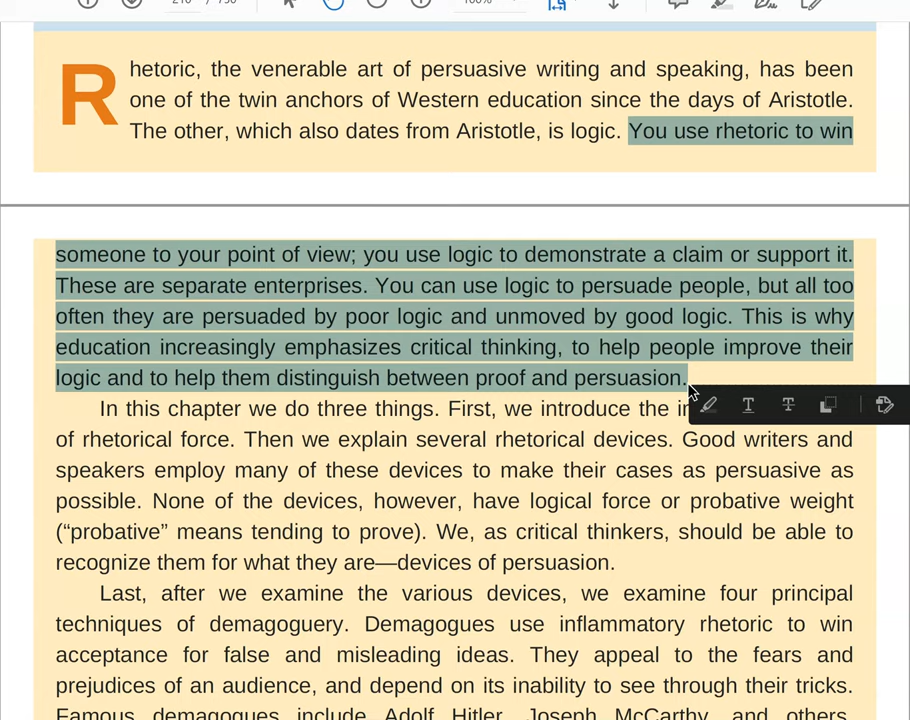 Rhetoric, the venerable art of persuasive writing and speaking, has been
one of the twin anchors of Western education since the days of Aristotle.
The other, which also dates from Aristotle, is logic. You use rhetoric to win
someone to your point of view; you use logic to demonstrate a claim or support it.
These are separate enterprises. You can use logic to persuade people, but all too
often they are persuaded by poor logic and unmoved by good logic. This is why
education increasingly emphasizes critical thinking, to help people improve their
logic and to help them distinguish between proof and persuasion.
In this chapter we do three things. First, we introduce the
of rhetorical force. Then we explain several rhetorical devices. Good writers and
speakers employ many of these devices to make their cases as persuasive as
possible. None of the devices, however, have logical force or probative weight
(“probative” means tending to prove). We, as critical thinkers, should be able to
recognize them for what they are—devices of persuasion.
Last, after we examine the various devices, we examine four principal
techniques of demagoguery. Demagogues use inflammatory rhetoric to win
acceptance for false and misleading ideas. They appeal to the fears and
prejudices of an audience, and depend on its inability to see through their tricks.
Famous demagogues include Adolf Hitler, Joseph McCarthy, and others.